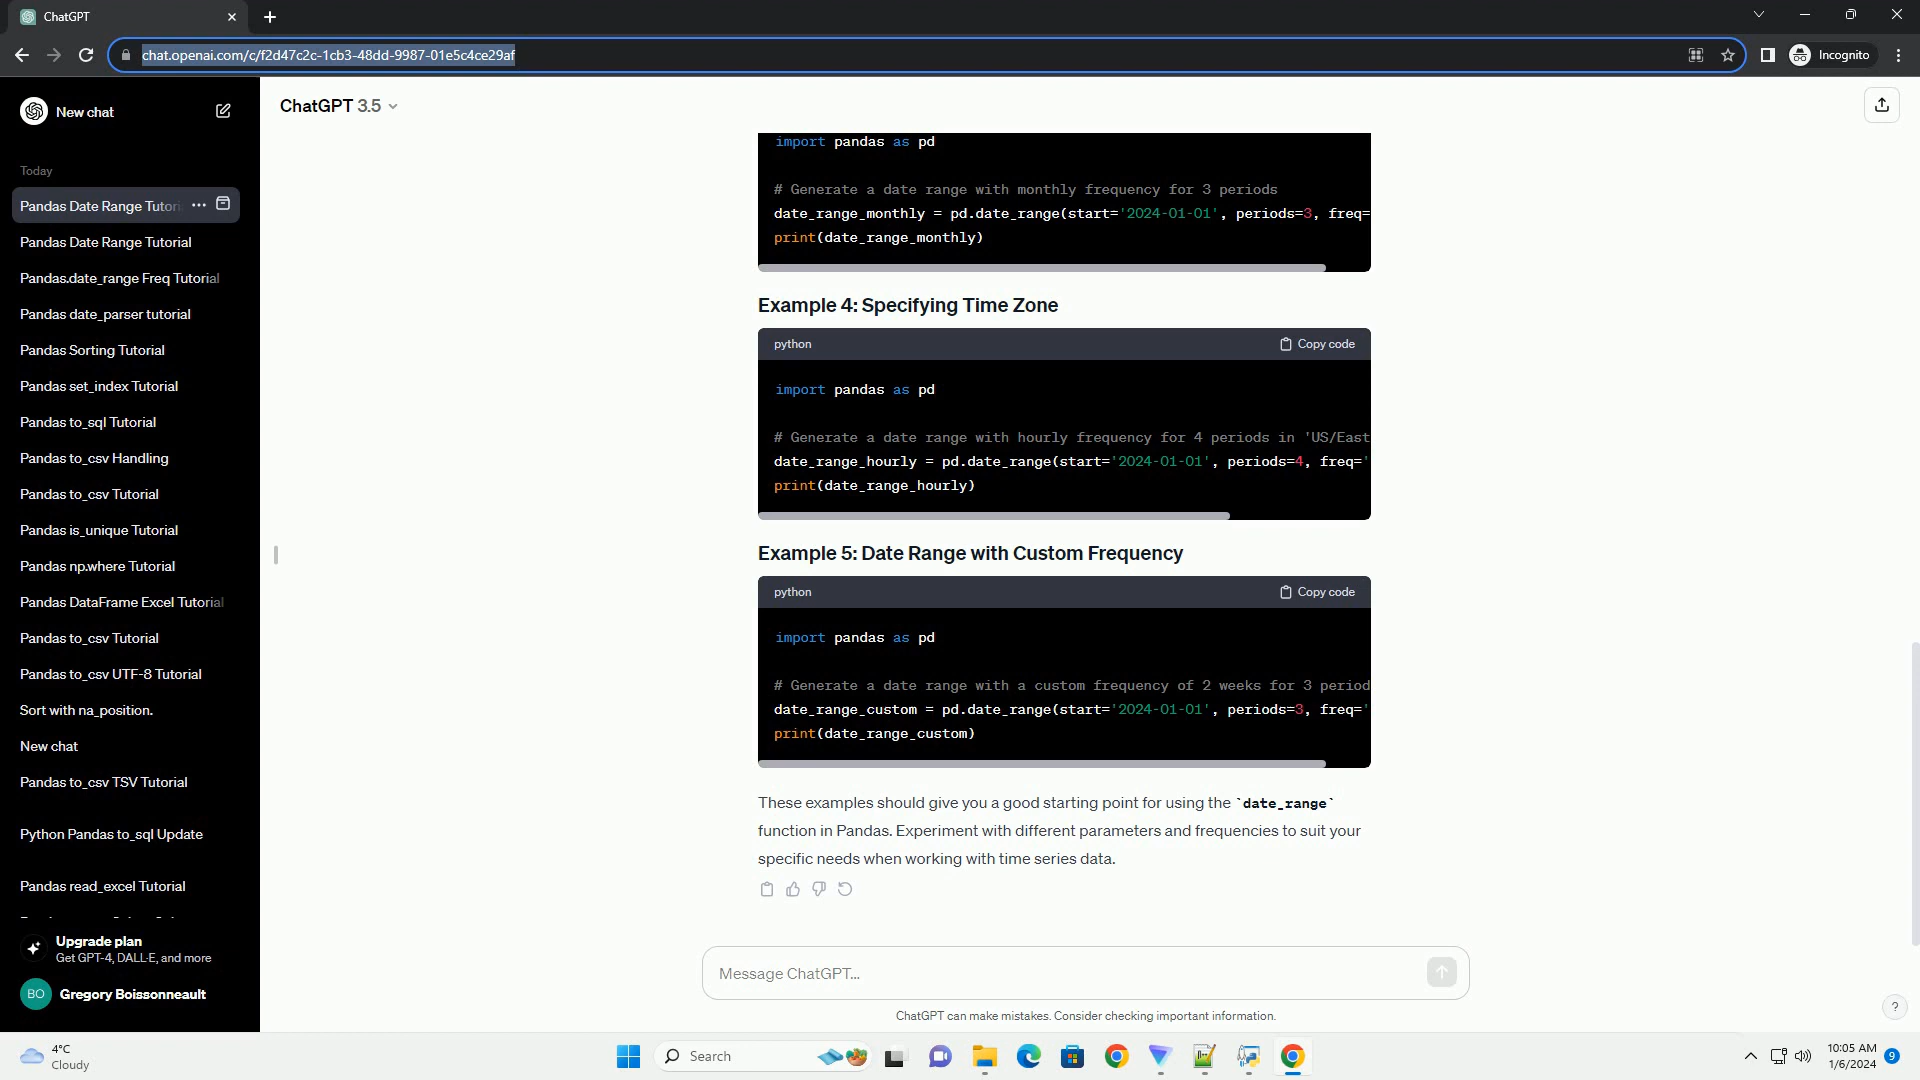 ChatGPT
chat.openai.com/c/f2d47c2c-1cb3-48dd-9987-01e5c4ce29af
Incognito
New chat
Today
Pandas Date Range Tutori
Pandas Date Range Tutorial
Pandas.date_range Freq Tutorial
Pandas date_parser tutorial
Pandas Sorting Tutorial
Pandas set_index Tutorial
Pandas to_sql Tutorial
Pandas to_csv Handling
Pandas to_csv Tutorial
Pandas is_unique Tutorial
Pandas np.where Tutorial
Pandas DataFrame Excel Tutorial
Pandas to_csv Tutorial
Pandas to_csv UTF-8 Tutorial
Sort with na_position.
New chat
Pandas to_csv TSV Tutorial
Python Pandas to_sql Update
Pandas read_excel Tutorial
Upgrade plan
Get GPT-4, DALL·E, and more
BO
Gregory Boissonneault
ChatGPT 3.5
import pandas as pd
# Generate a date range with monthly frequency for 3 periods
date_range_monthly = pd.date_range(start='2024-01-01', periods=3, freq=
print(date_range_monthly)
Example 4: Specifying Time Zone
python
Copy code
import pandas as pd
# Generate a date range with hourly frequency for 4 periods in 'US/East
date_range_hourly = pd.date_range(start='2024-01-01', periods=4, freq='
print(date_range_hourly)
Example 5: Date Range with Custom Frequency
python
Copy code
import pandas as pd
# Generate a date range with a custom frequency of 2 weeks for 3 period
date_range_custom = pd.date_range(start='2024-01-01', periods=3, freq='
print(date_range_custom)
These examples should give you a good starting point for using the `date_range`
function in Pandas. Experiment with different parameters and frequencies to suit your
specific needs when working with time series data.
Message ChatGPT...
ChatGPT can make mistakes. Consider checking important information.
?
4°C
Cloudy
Search
10:05 AM
1/6/2024
9